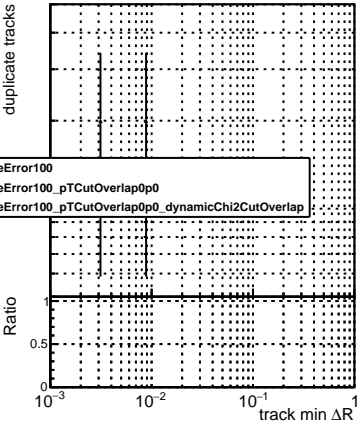 duplicate tracks
eError100
eError100_pTCutOverlap0p0
eError100_pTCutOverlap0p0_dynamicChi2CutOverlap
Ratio
1
0.5
0
10⁻³ 10⁻² 10⁻¹ 1
track min ΔR